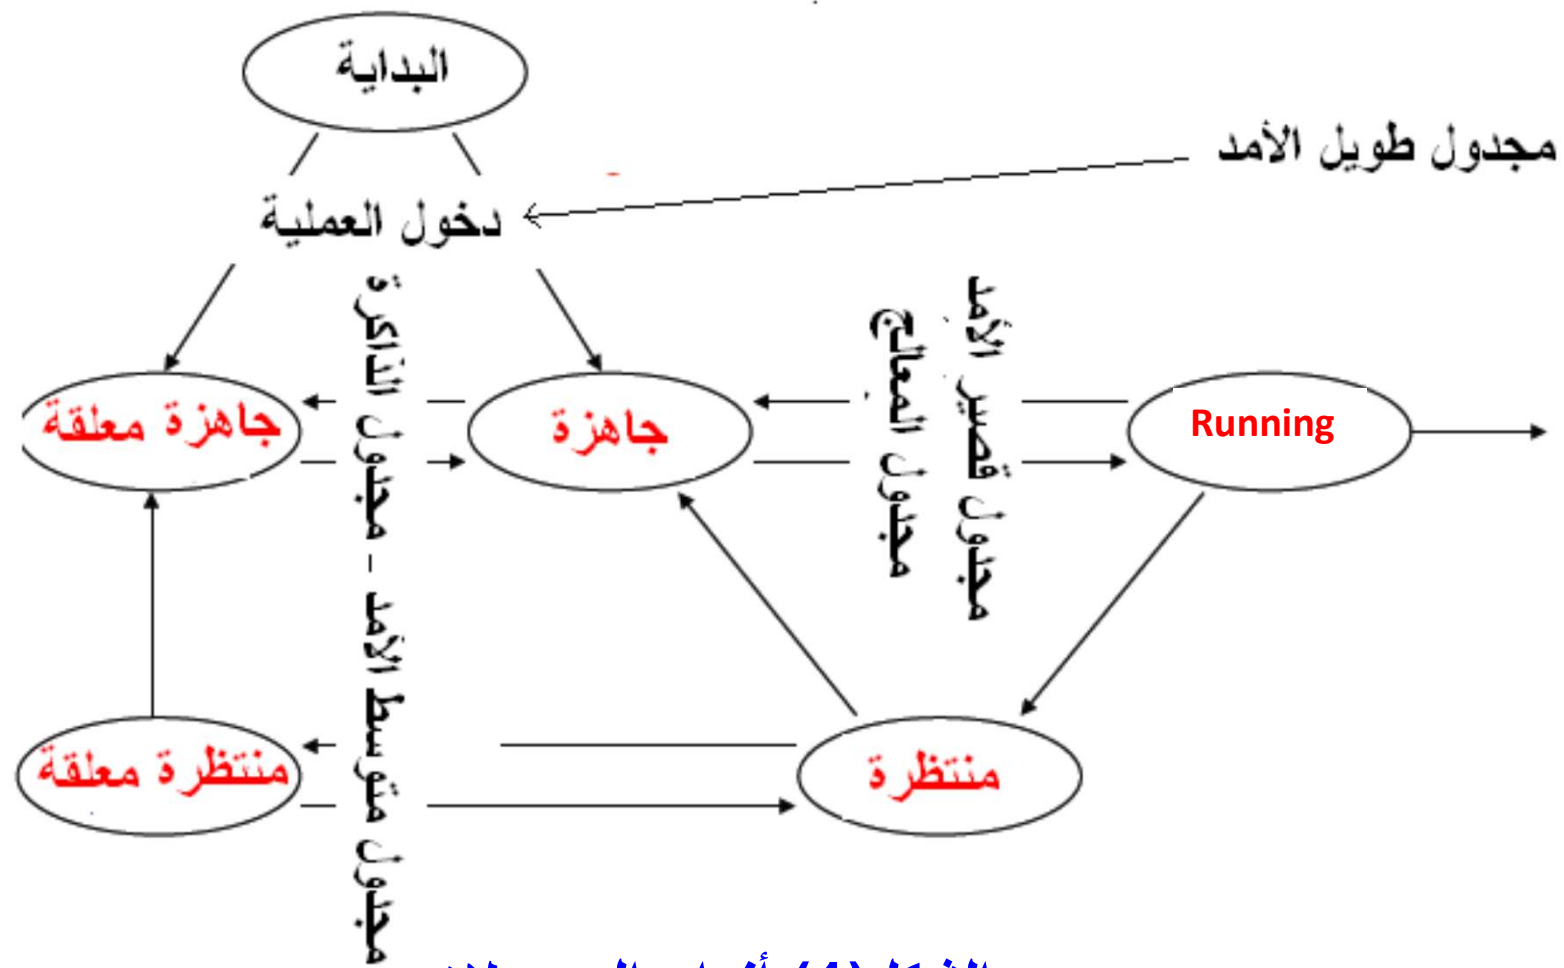 البداية
مجدول طويل الأمد
دخول العملية
مجدول متوسط الأمد - مجدول الذاكرة
مجدول قصير الأمد
مجدول المعالج
جاهزة معلقة
جاهزة
Running
منتظرة معلقة
منتظرة